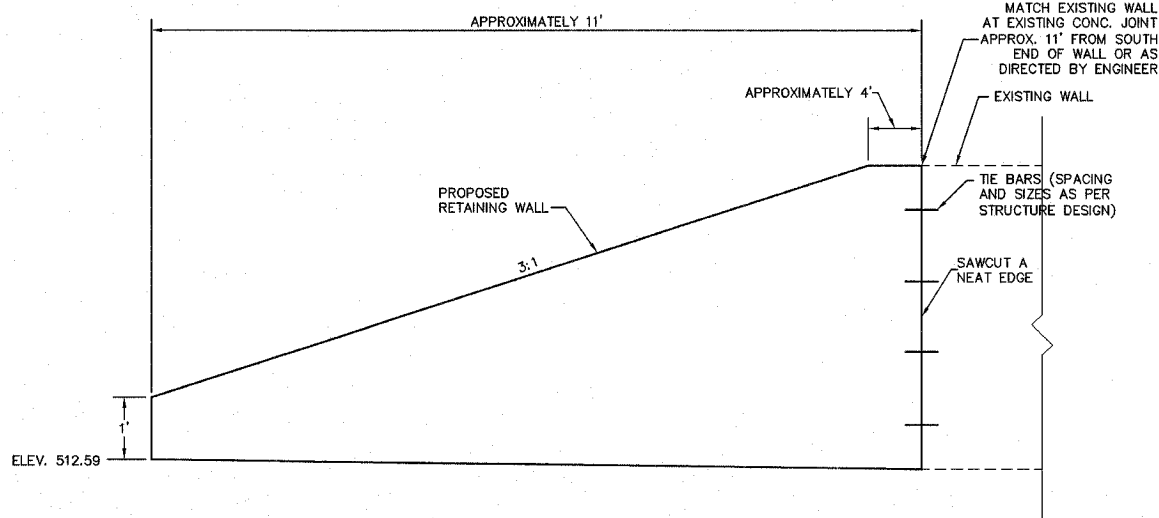 APPROXIMATELY 11'
MATCH EXISTING WALL
AT EXISTING CONC. JOINT
APPROX. 11' FROM SOUTH
END OF WALL OR AS
DIRECTED BY ENGINEER
APPROXIMATELY 4'
EXISTING WALL
PROPOSED
RETAINING WALL
TIE BARS (SPACING
AND SIZES AS PER
STRUCTURE DESIGN)
3:1
SAWCUT A
NEAT EDGE
1'
ELEV. 512.59